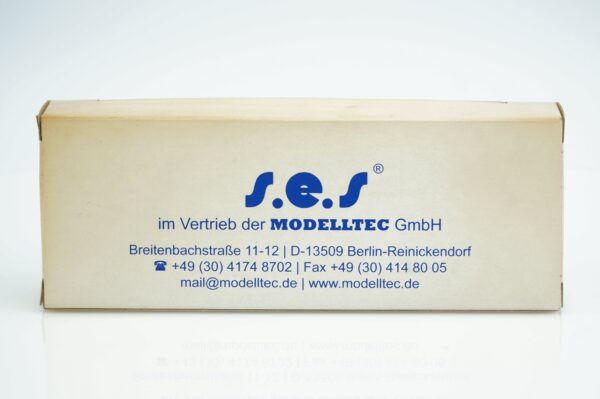 s.e.s®
im Vertrieb der MODELLTEC GmbH
Breitenbachstraße 11-12 | D-13509 Berlin-Reinickendorf
☎ +49 (30) 4174 8702 | Fax +49 (30) 414 80 05
mail@modelltec.de | www.modelltec.de